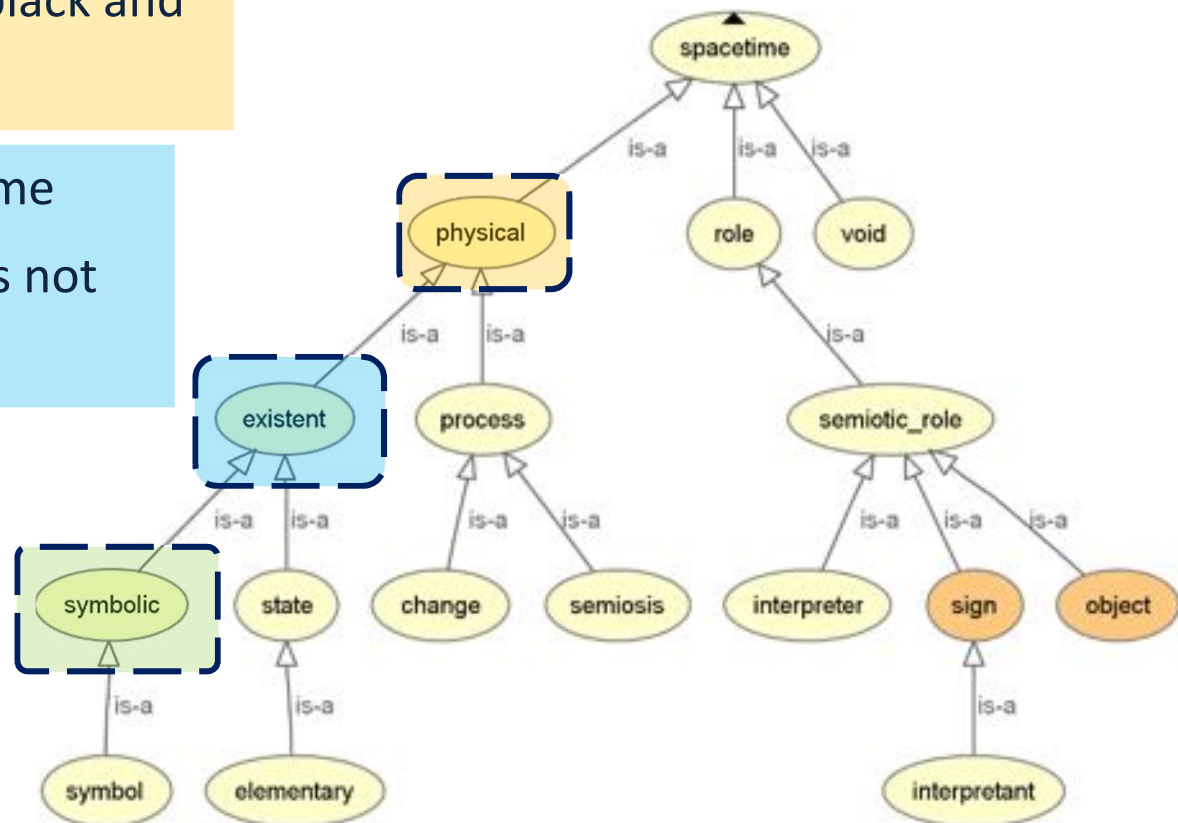 black and
me
s not
spacetime
is-a is-a is-a
physical role void
is-a is-a is-a
existent process semiotic_role
is-a is-a is-a is-a is-a is-a is-a
symbolic state change semiosis interpreter sign object
is-a is-a is-a
symbol elementary interpretant